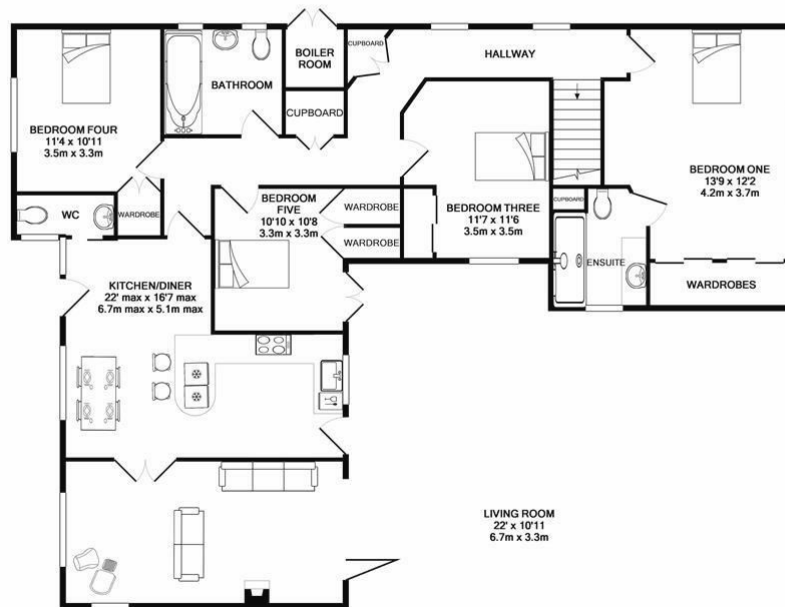 BEDROOM FOUR
11'4 x 10'11
3.5m x 3.3m
BATHROOM
BOILER
ROOM
CUPBOARD
CUPBOARD
HALLWAY
BEDROOM ONE
13'9 x 12'2
4.2m x 3.7m
WC
WARDROBE
BEDROOM
FIVE
10'10 x 10'8
3.3m x 3.3m
WARDROBE
WARDROBE
BEDROOM THREE
11'7 x 11'6
3.5m x 3.5m
CUPBOARD
ENSUITE
WARDROBES
KITCHEN/DINER
22' max x 16'7 max
6.7m max x 5.1m max
LIVING ROOM
22' x 10'11
6.7m x 3.3m